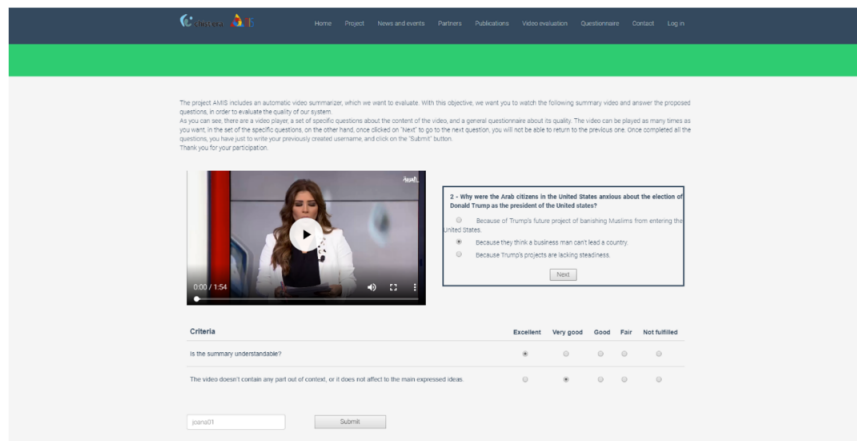 Home Project News and events Partners Publications Video evaluation Questionnaire Contact Log in
The project AMIS includes an automatic video summarizer, which we want to evaluate. With this objective, we want you to watch the following summary video and answer the proposed
questions, in order to evaluate the quality of our system.
As you can see, there are a video player, a set of specific questions about the content of the video, and a general questionnaire about its quality. The video can be played as many times as
you want; in the set of the specific questions, on the other hand, once clicked on "Next" to go to the next question, you will not be able to return to the previous one. Once completed all the
questions, you have just to write your previously created username, and click on the "Submit" button.
Thank you for your participation.
2 - Why were the Arab citizens in the United States anxious about the election of
Donald Trump as the president of the United states?
Because of Trump's future project of banishing Muslims from entering the
United States.
Because they think a business man can't lead a country.
Because Trump's projects are lacking steadiness.
Next
0:00 / 1:54
Criteria Excellent Very good Good Fair Not fulfilled
Is the summary understandable?
The video doesn't contain any part out of context, or it does not affect to the main expressed ideas.
Submit